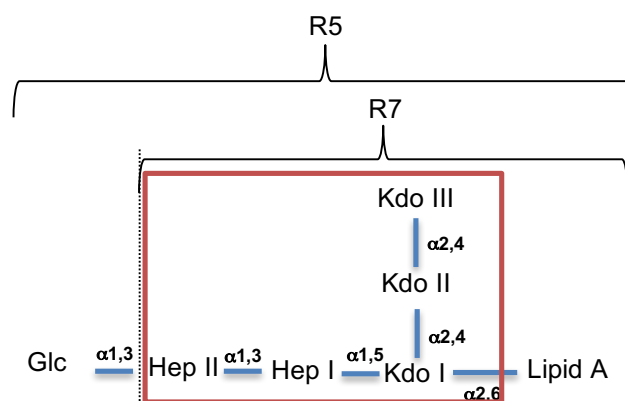 R5
R7
Kdo III
α2,4
Kdo II
α2,4
Glc α1,3 Hep II α1,3 Hep I α1,5 Kdo I α2,6 Lipid A